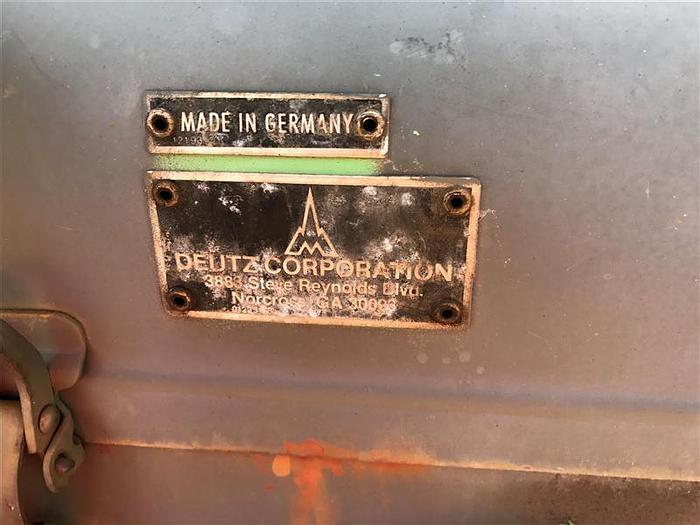 MADE IN GERMANY
DEUTZ CORPORATION
3883 Steve Reynolds Blvd.
Norcross, GA 30093